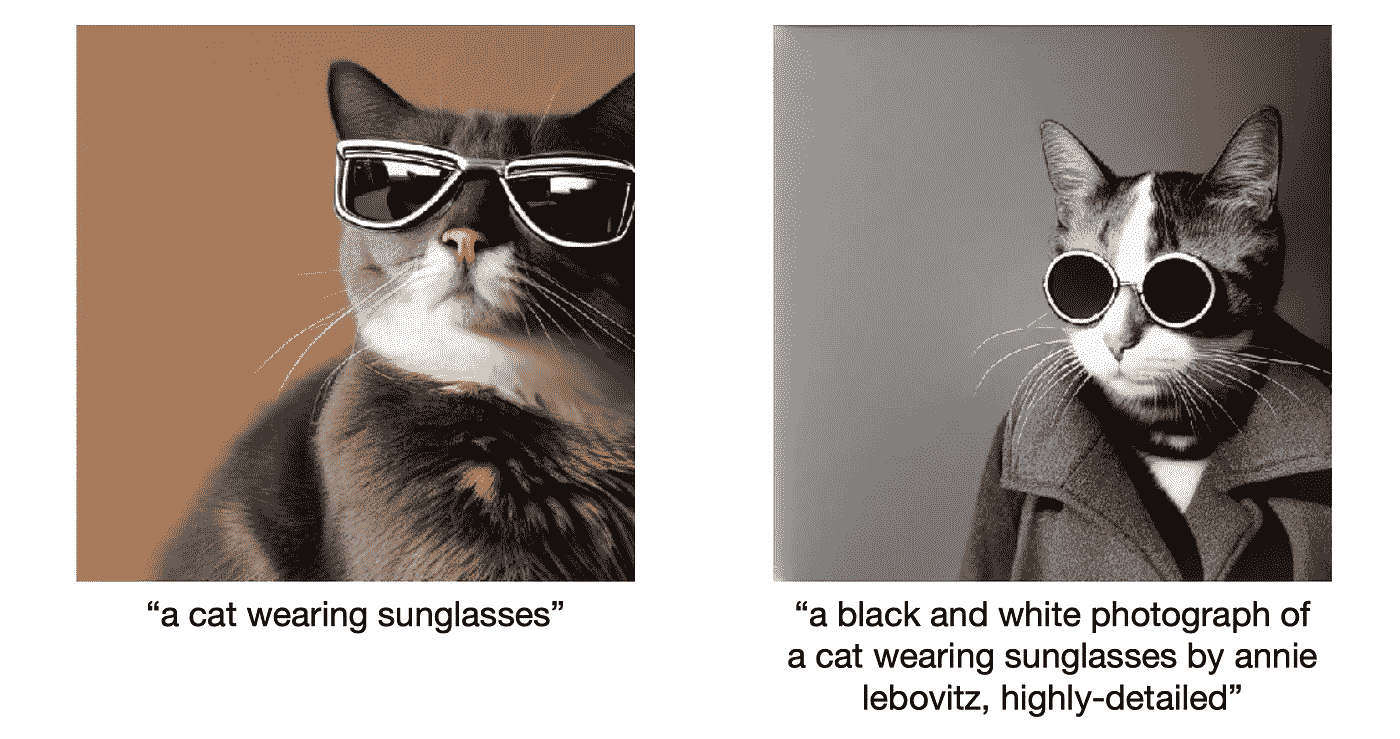 “a cat wearing sunglasses”
“a black and white photograph of
a cat wearing sunglasses by annie
lebovitz, highly-detailed”